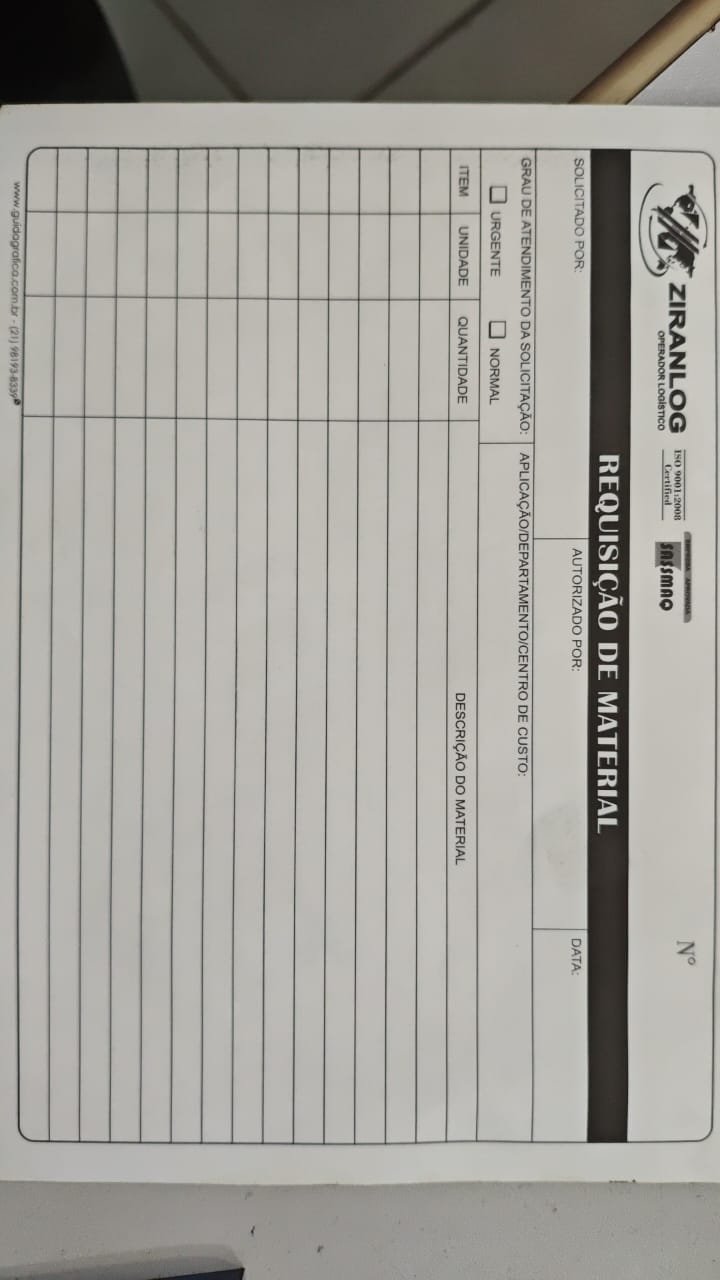 ZIRANLOG
OPERADOR LOGÍSTICO
ISO 9001:2008
Certified
EMPRESA APROVADA
SASSMAQ
Nº
REQUISIÇÃO DE MATERIAL
SOLICITADO POR: AUTORIZADO POR: DATA:
GRAU DE ATENDIMENTO DA SOLICITAÇÃO: APLICAÇÃO/DEPARTAMENTO/CENTRO DE CUSTO:
URGENTE NORMAL
ITEM UNIDADE QUANTIDADE DESCRIÇÃO DO MATERIAL
www.guidagrafica.com.br - (21) 98193-8339